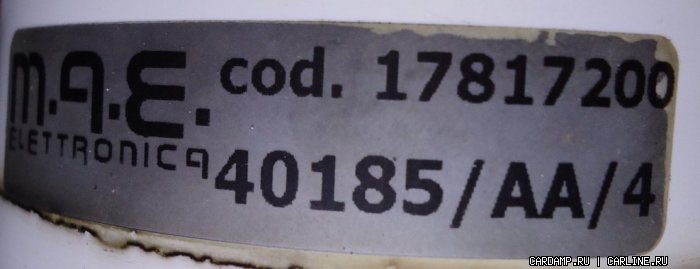 m.a.e. cod. 17817200
ELETTRONICA 40185/AA/4
CARDAMP.RU | CARLINE.RU